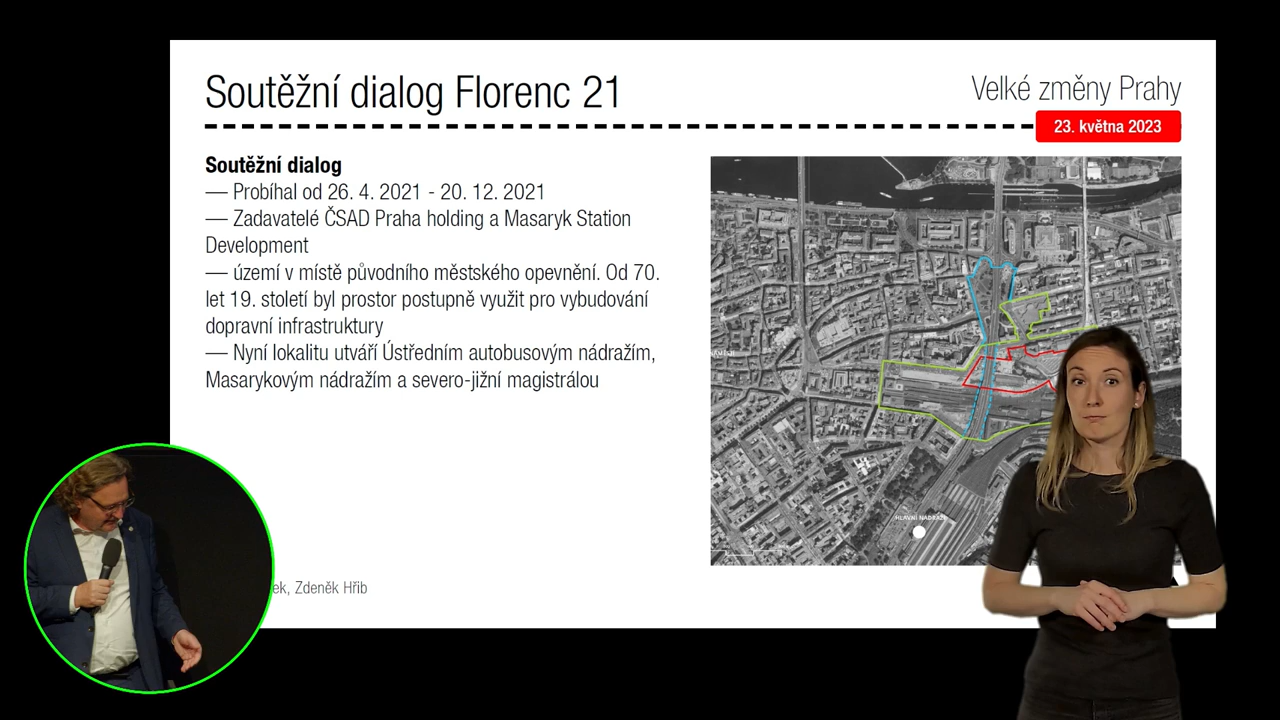 Soutěžní dialog Florenc 21
Velké změny Prahy
23. května 2023
Soutěžní dialog
— Probíhal od 26. 4. 2021 - 20. 12. 2021
— Zadavatelé ČSAD Praha holding a Masaryk Station
Development
— území v místě původního městského opevnění. Od 70.
let 19. století byl prostor postupně využit pro vybudování
dopravní infrastruktury
— Nyní lokalitu utváří Ústředním autobusovým nádražím,
Masarykovým nádražím a severo-jižní magistrálou
HLAVNÍ NÁDRAŽÍ
Zdeněk Hřib